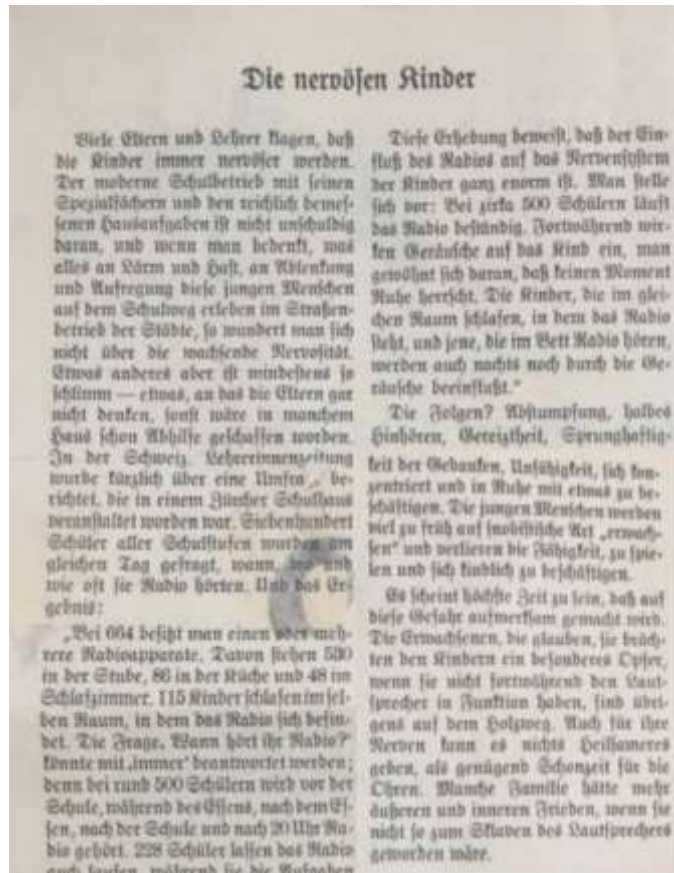 Die nervösen Kinder
Viele Eltern und Lehrer klagen, daß
die Kinder immer nervöser werden.
Der moderne Schulbetrieb mit seinen
Spezialfächern und den reichlich bemes-
senen Hausaufgaben ist nicht unschuldig
daran, und wenn man bedenkt, was
alles an Lärm und Hast, an Ablenkung
und Aufregung diese jungen Menschen
auf dem Schulweg erleben im Straßen-
betrieb der Städte, so wundert man sich
nicht über die wachsende Nervosität.
Etwas anderes aber ist mindestens so
schlimm — etwas, an das die Eltern gar
nicht denken, sonst wäre in manchem
Haus schon Abhilfe geschaffen worden.
In der Schweiz. Lehrerinnenzeitung
wurde kürzlich über eine be-
richtet, die in einem Zürcher Schulhaus
veranstaltet worden war. Siebenhundert
Schüler aller Schulstufen wurden am
gleichen Tag gefragt, wann, wo und
wie oft sie Radio hörten. Und das Er-
gebnis:
„Bei 664 besitzt man einen oder meh-
rere Radioapparate. Davon stehen 530
in der Stube, 86 in der Küche und 48 im
Schlafzimmer. 115 Kinder schlafen im sel-
ben Raum, in dem das Radio sich befin-
det. Die Frage ‚Wann hört ihr Radio?‘
könnte mit ‚immer‘ beantwortet werden;
denn bei rund 500 Schülern wird vor der
Schule, während des Essens, nach dem Es-
sen, nach der Schule und nach 20 Uhr Ra-
dio gehört. 228 Schüler lassen das Radio
auch laufen, während sie die Aufgaben
Diese Erhebung beweist, daß der Ein-
fluß des Radios auf das Nervensystem
der Kinder ganz enorm ist. Man stelle
sich vor: Bei zirka 500 Schülern läuft
das Radio beständig. Fortwährend wir-
ken Geräusche auf das Kind ein, man
gewöhnt sich daran, daß keinen Moment
Ruhe herrscht. Die Kinder, die im glei-
chen Raum schlafen, in dem das Radio
steht, und jene, die im Bett Radio hören,
werden auch nachts noch durch die Ge-
räusche beeinflußt.“
Die Folgen? Abstumpfung, halbes
Hinhören, Gereiztheit, Sprunghaftig-
keit der Gedanken, Unfähigkeit, sich kon-
zentriert und in Ruhe mit etwas zu be-
schäftigen. Die jungen Menschen werden
viel zu früh auf snobistische Art „erwach-
sen“ und verlieren die Fähigkeit, zu spie-
len und sich kindlich zu beschäftigen.
Es scheint höchste Zeit zu sein, daß auf
diese Gefahr aufmerksam gemacht wird.
Die Erwachsenen, die glauben, sie bräch-
ten den Kindern ein besonderes Opfer,
wenn sie nicht fortwährend den Laut-
sprecher in Funktion haben, sind übri-
gens auf dem Holzweg. Auch für ihre
Nerven kann es nichts Heilsameres
geben, als genügend Schonzeit für die
Ohren. Manche Familie hätte mehr
äußeren und inneren Frieden, wenn sie
nicht so zum Sklaven des Lautsprechers
geworden wäre.